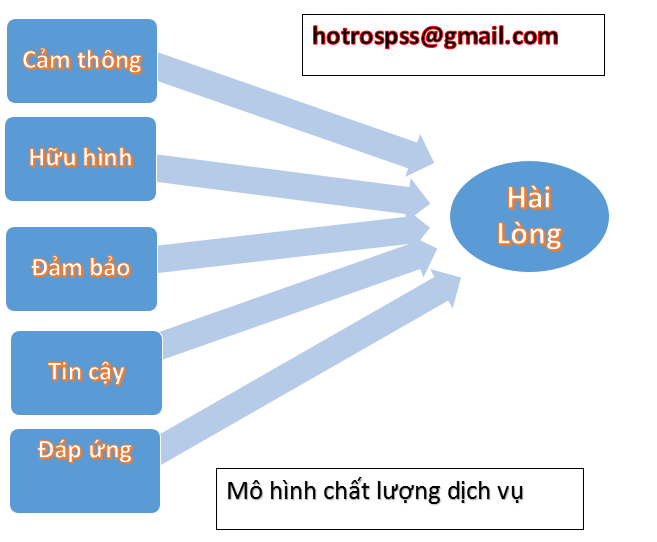 Cảm thông
hotrospss@gmail.com
Hữu hình
Hài
Lòng
Đảm bảo
Tin cậy
Đáp ứng
Mô hình chất lượng dịch vụ